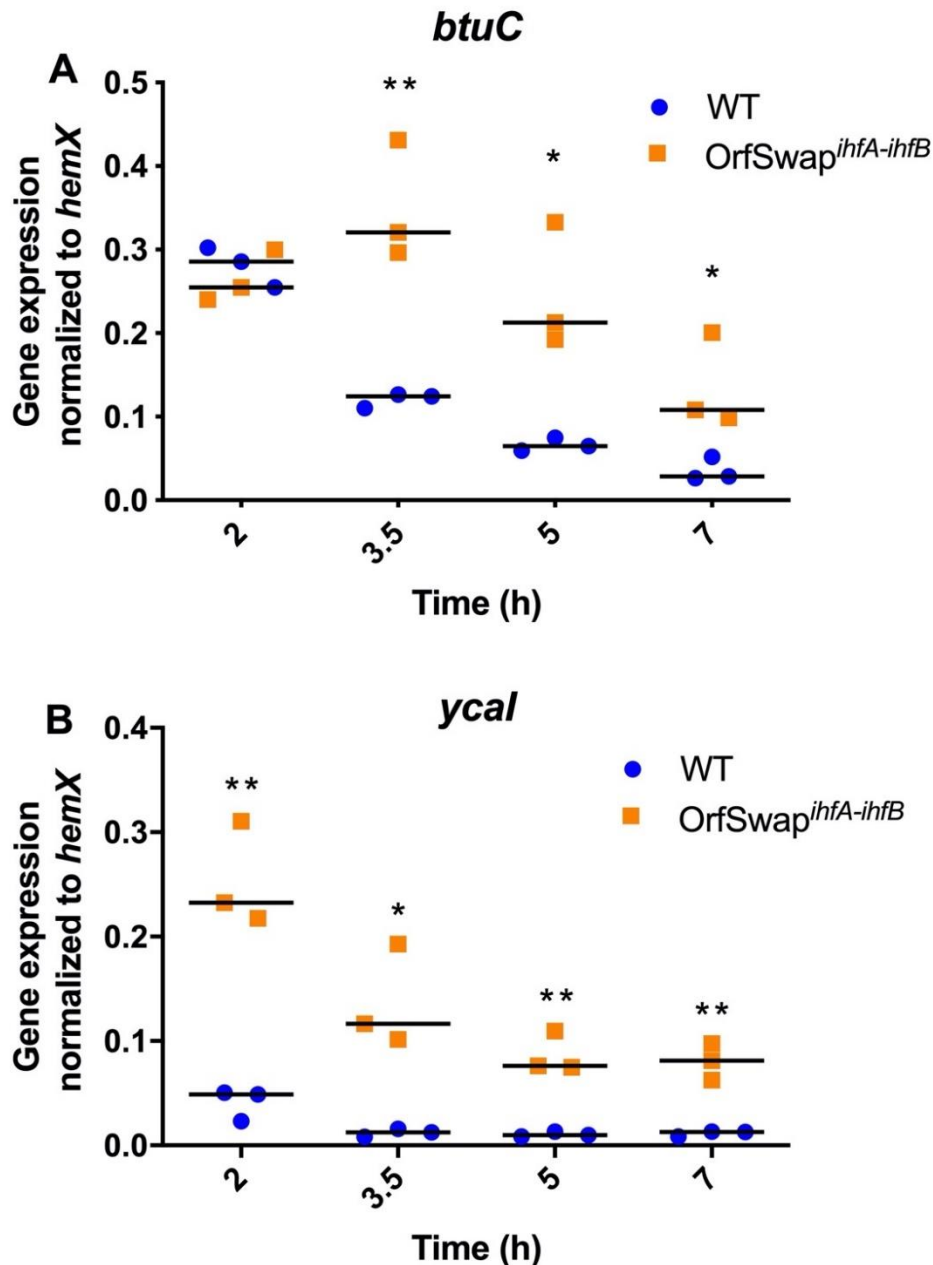 btuC
A
Gene expression
normalized to hemX
0.5
0.4
0.3
0.2
0.1
0.0
**
*
*
WT
OrfSwap^ihfA-ihfB
2
3.5
5
7
Time (h)
B
ycaI
Gene expression
normalized to hemX
0.4
0.3
0.2
0.1
0.0
**
*
**
**
WT
OrfSwap^ihfA-ihfB
2
3.5
5
7
Time (h)